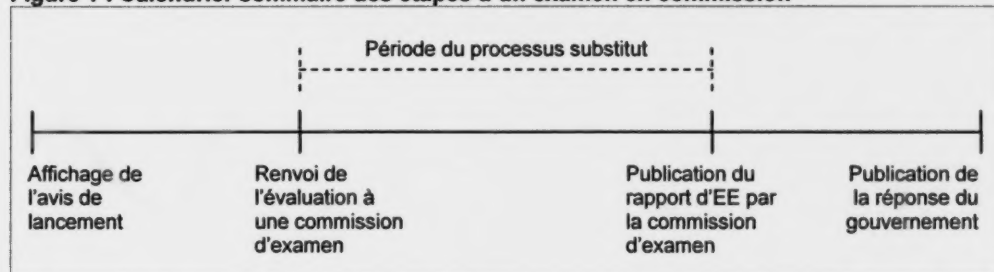 Figure 1 : Calendrier sommaire des étapes d'un examen en commission
Période du processus substitut
Affichage de
l'avis de
lancement
Renvoi de
l'évaluation à
une commission
d'examen
Publication du
rapport d'EE par
la commission
d'examen
Publication de
la réponse du
gouvernement